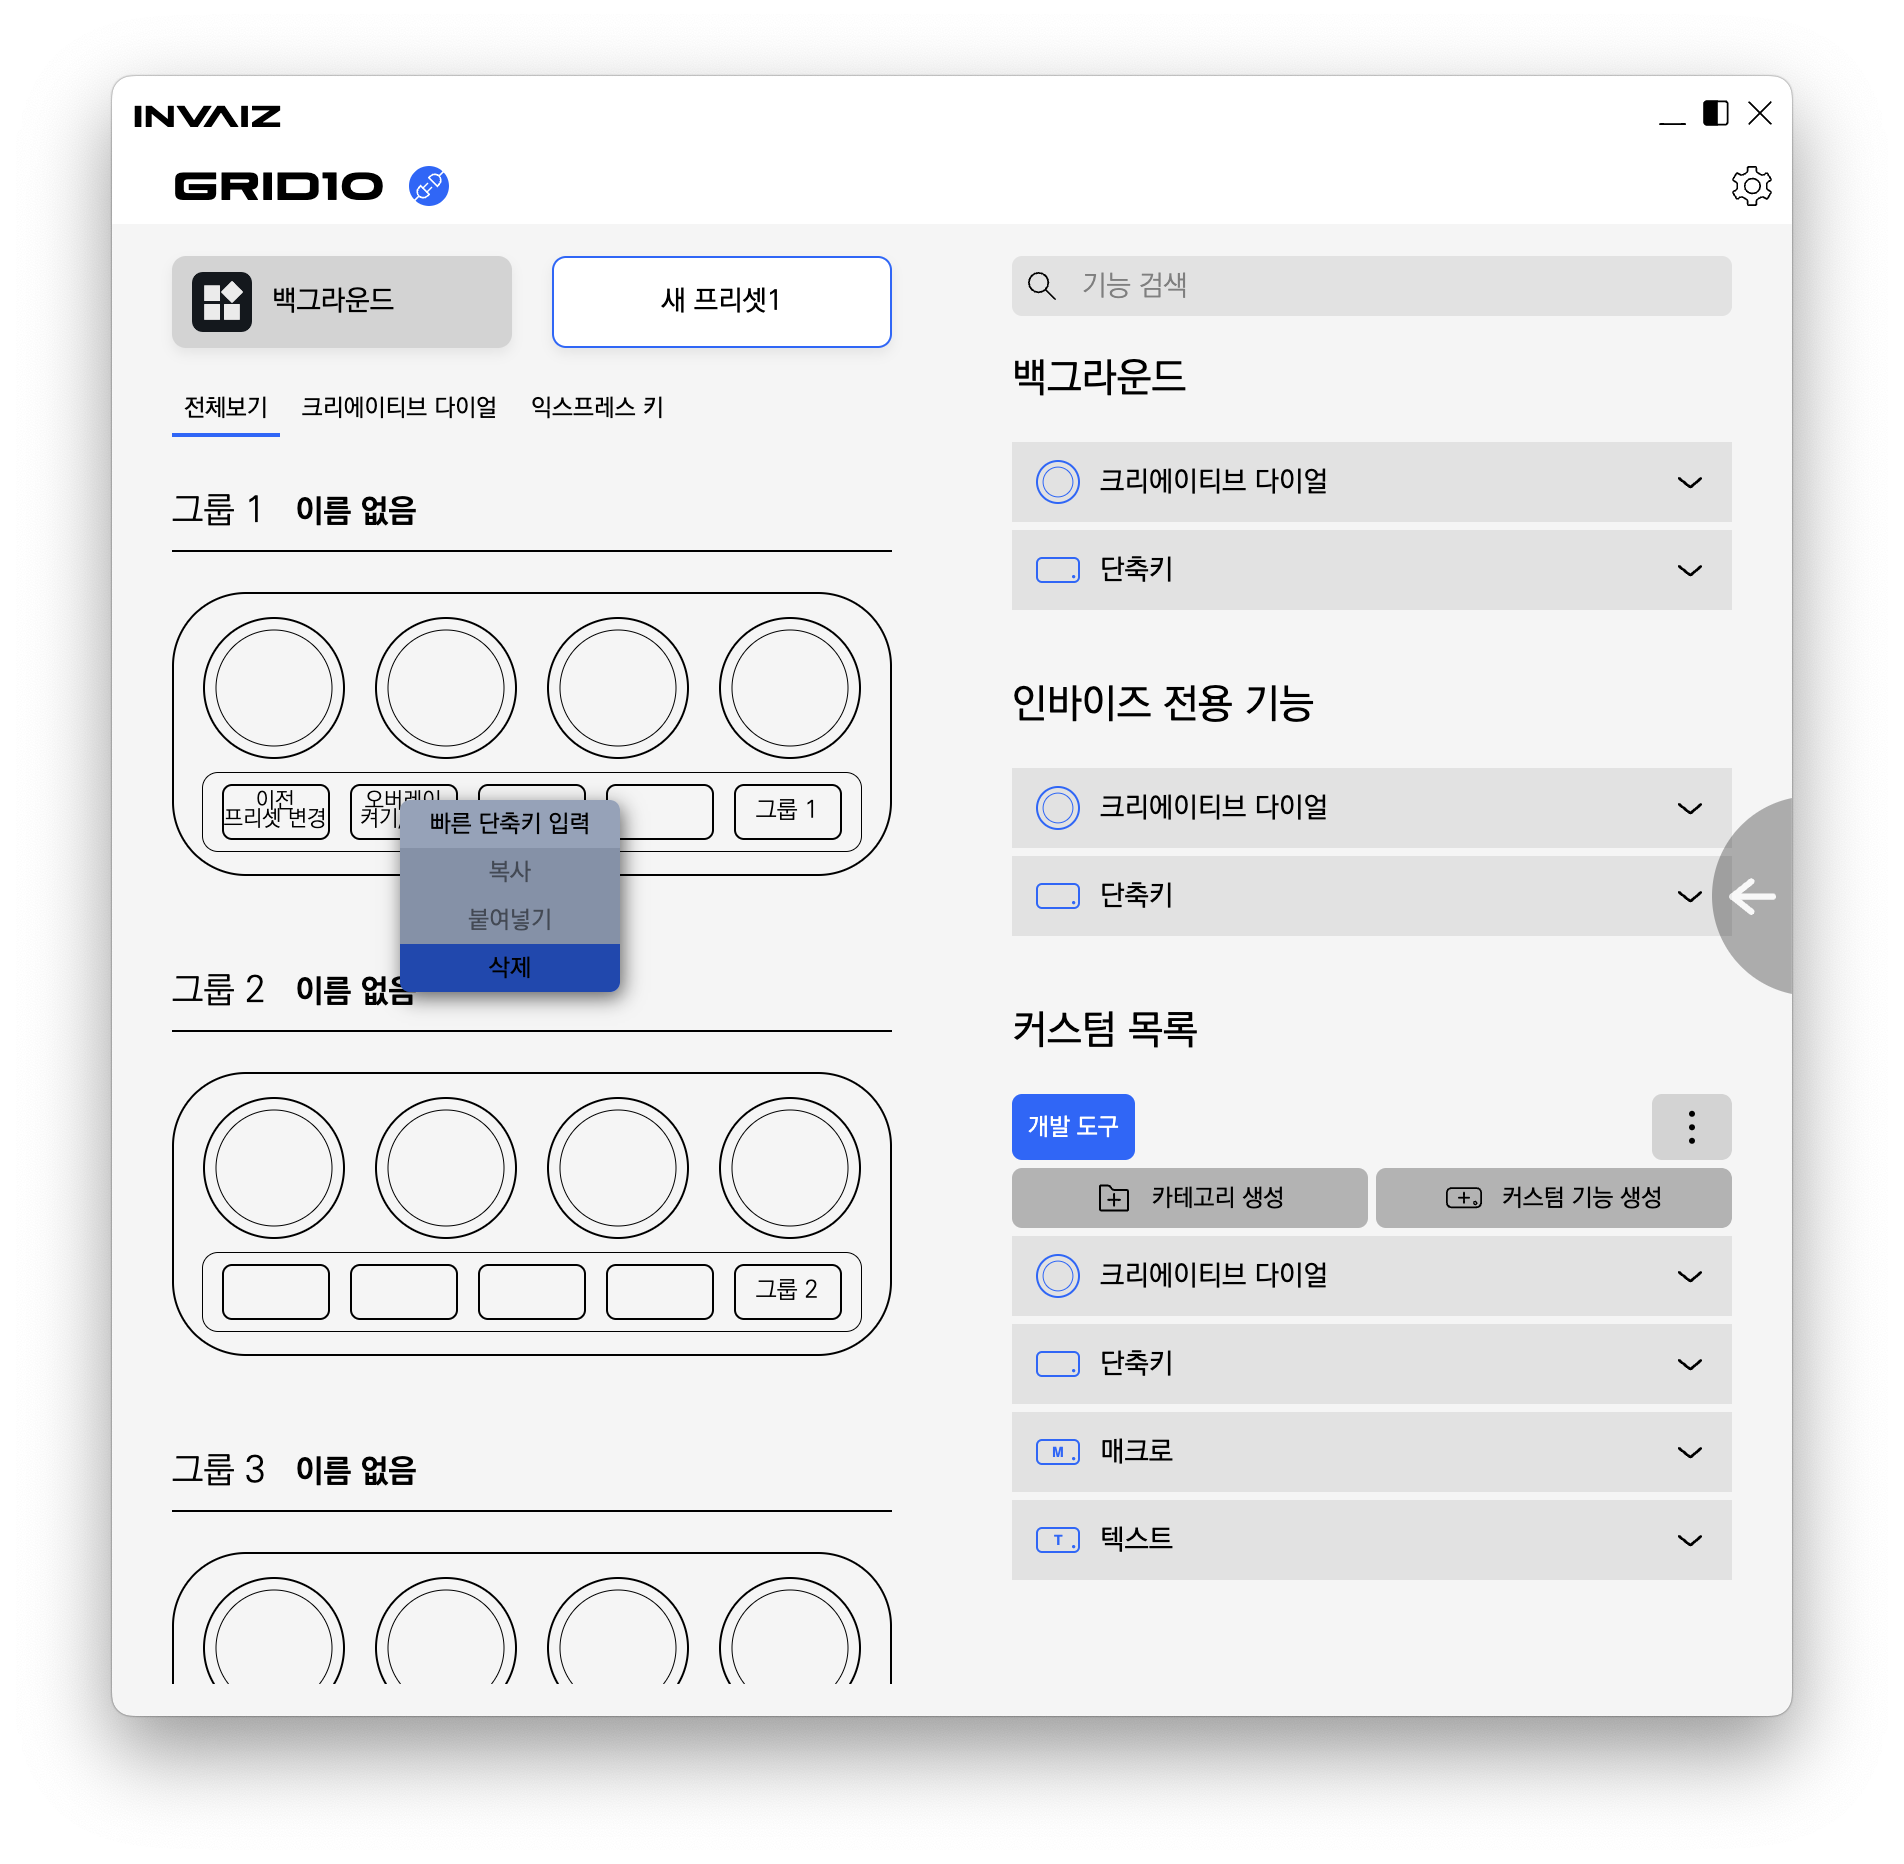 INVAIZ
GRID10
백그라운드
새 프리셋1
기능 검색
전체보기
크리에이티브 다이얼
익스프레스 키
그룹 1 이름 없음
이전
프리셋 변경
오버레이
켜기/
그룹 1
빠른 단축키 입력
복사
붙여넣기
삭제
그룹 2 이름 없음
그룹 2
그룹 3 이름 없음
백그라운드
크리에이티브 다이얼
단축키
인바이즈 전용 기능
크리에이티브 다이얼
단축키
커스텀 목록
개발 도구
카테고리 생성
커스텀 기능 생성
크리에이티브 다이얼
단축키
M 매크로
T 텍스트